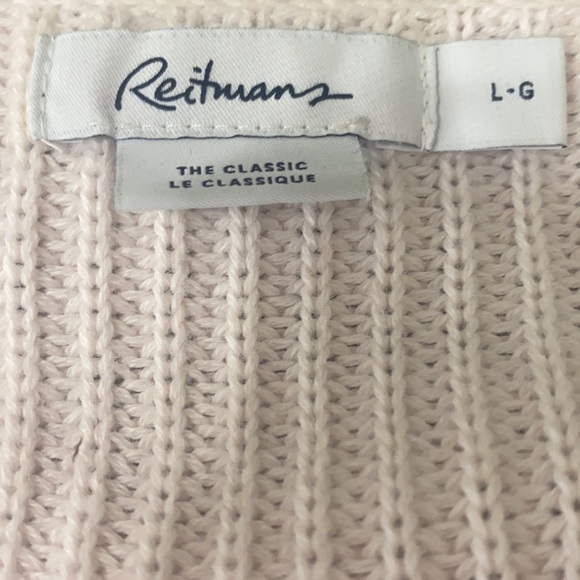 Reitmans
L·G
THE CLASSIC
LE CLASSIQUE